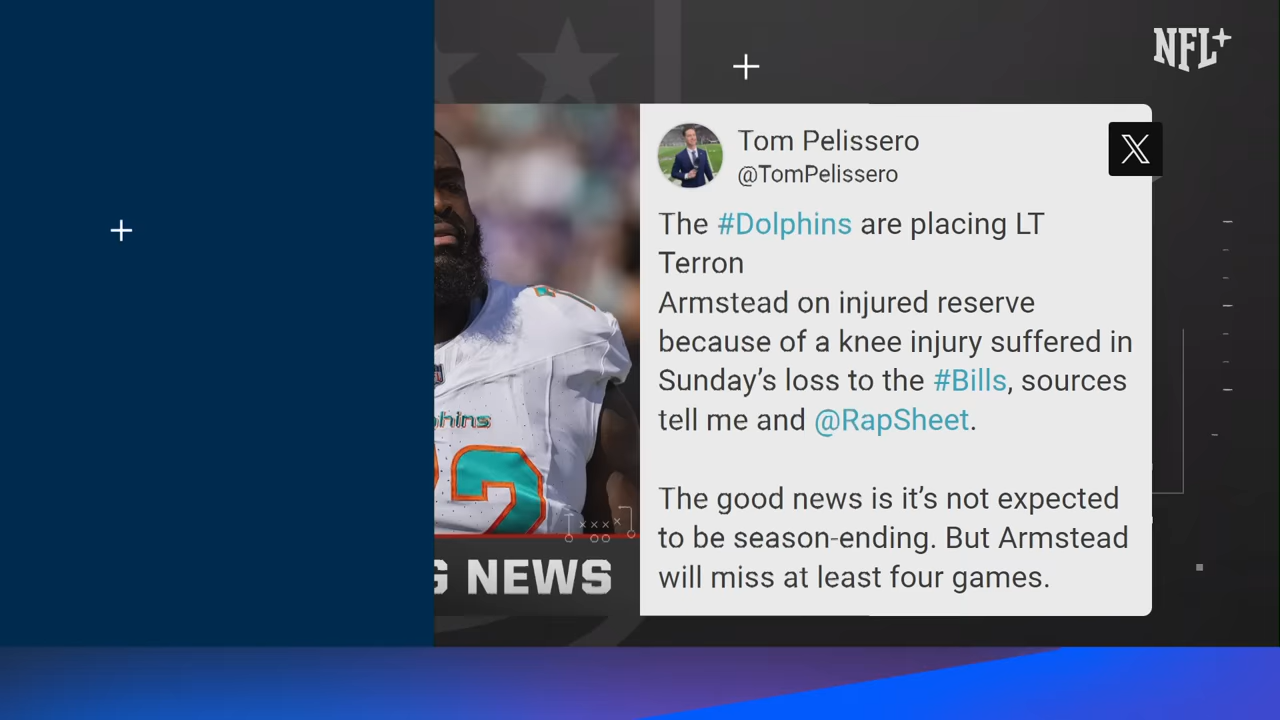 NFL+
Tom Pelissero
@TomPelissero
The #Dolphins are placing LT
Terron
Armstead on injured reserve
because of a knee injury suffered in
Sunday’s loss to the #Bills, sources
tell me and @RapSheet.
The good news is it’s not expected
to be season-ending. But Armstead
will miss at least four games.
hins
2
G NEWS